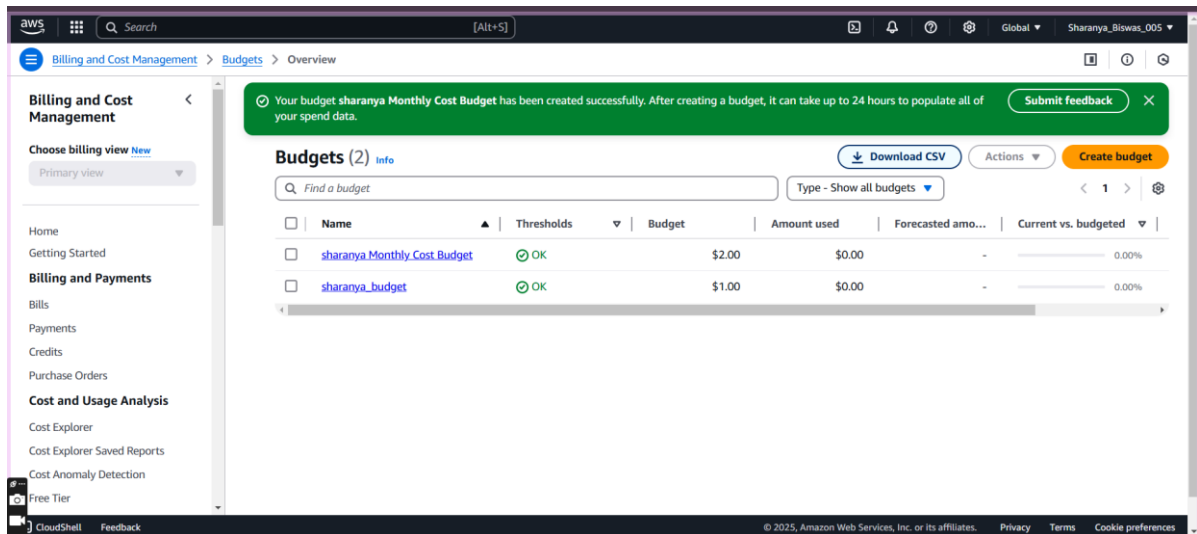 aws
Search [Alt+S] Global Sharanya_Biswas_005
Billing and Cost Management > Budgets > Overview
Billing and Cost
Management
Choose billing view New
Primary view
Home
Getting Started
Billing and Payments
Bills
Payments
Credits
Purchase Orders
Cost and Usage Analysis
Cost Explorer
Cost Explorer Saved Reports
Cost Anomaly Detection
Free Tier
Your budget sharanya Monthly Cost Budget has been created successfully. After creating a budget, it can take up to 24 hours to populate all of
your spend data.
Submit feedback
Budgets (2) Info
Download CSV Actions Create budget
Find a budget Type - Show all budgets 1
Name Thresholds Budget Amount used Forecasted amo... Current vs. budgeted
sharanya Monthly Cost Budget OK $2.00 $0.00 - 0.00%
sharanya_budget OK $1.00 $0.00 - 0.00%
CloudShell Feedback © 2025, Amazon Web Services, Inc. or its affiliates. Privacy Terms Cookie preferences